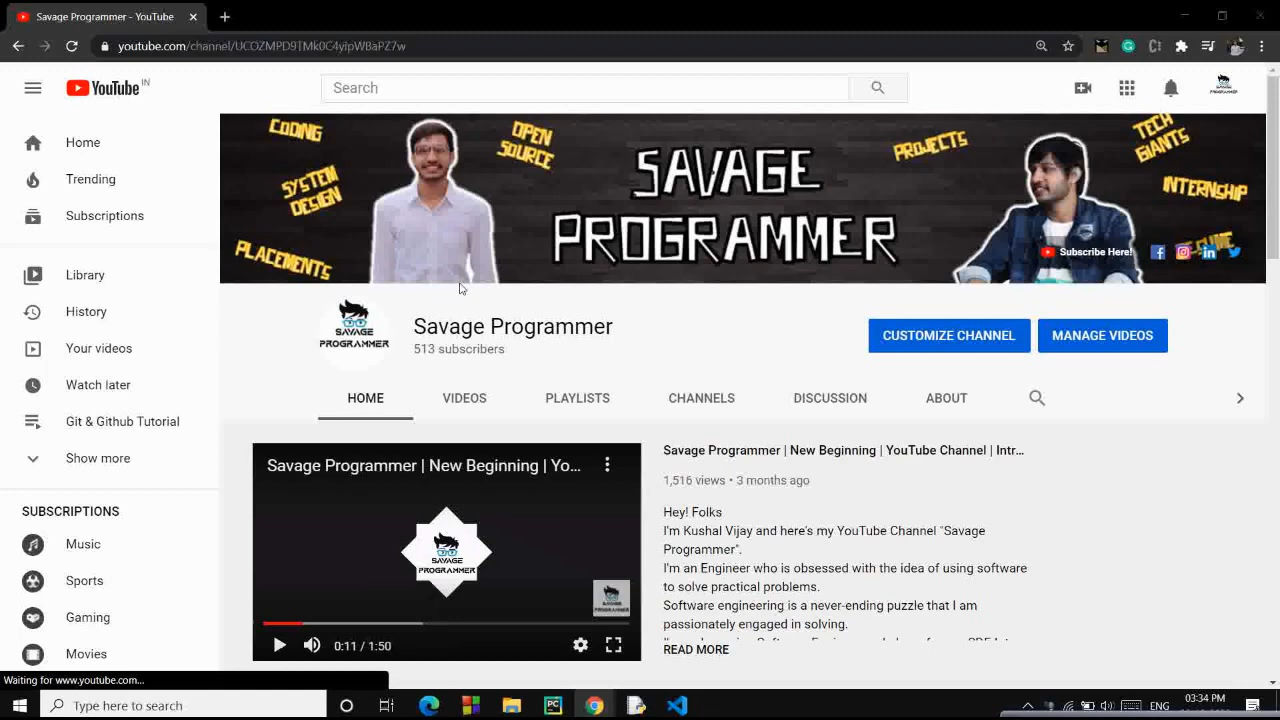 Savage Programmer - YouTube
youtube.com/channel/UCOZMPD9TMk0C4yipWBaPZ7w
YouTube IN
Search
CODING
OPEN SOURCE
SYSTEM DESIGN
PLACEMENTS
SAVAGE
PROGRAMMER
PROJECTS
TECH GIANTS
INTERNSHIP
Subscribe Here!
Home
Trending
Subscriptions
Library
History
Your videos
Watch later
Git & Github Tutorial
Show more
SUBSCRIPTIONS
Music
Sports
Gaming
Movies
SAVAGE
PROGRAMMER
Savage Programmer
513 subscribers
CUSTOMIZE CHANNEL
MANAGE VIDEOS
HOME VIDEOS PLAYLISTS CHANNELS DISCUSSION ABOUT
Savage Programmer | New Beginning | Yo...
SAVAGE
PROGRAMMER
0:11 / 1:50
Savage Programmer | New Beginning | YouTube Channel | Intr...
1,516 views • 3 months ago
Hey! Folks
I'm Kushal Vijay and here's my YouTube Channel "Savage
Programmer".
I'm an Engineer who is obsessed with the idea of using software
to solve practical problems.
Software engineering is a never-ending puzzle that I am
passionately engaged in solving.
READ MORE
Waiting for www.youtube.com...
Type here to search
ENG
03:34 PM